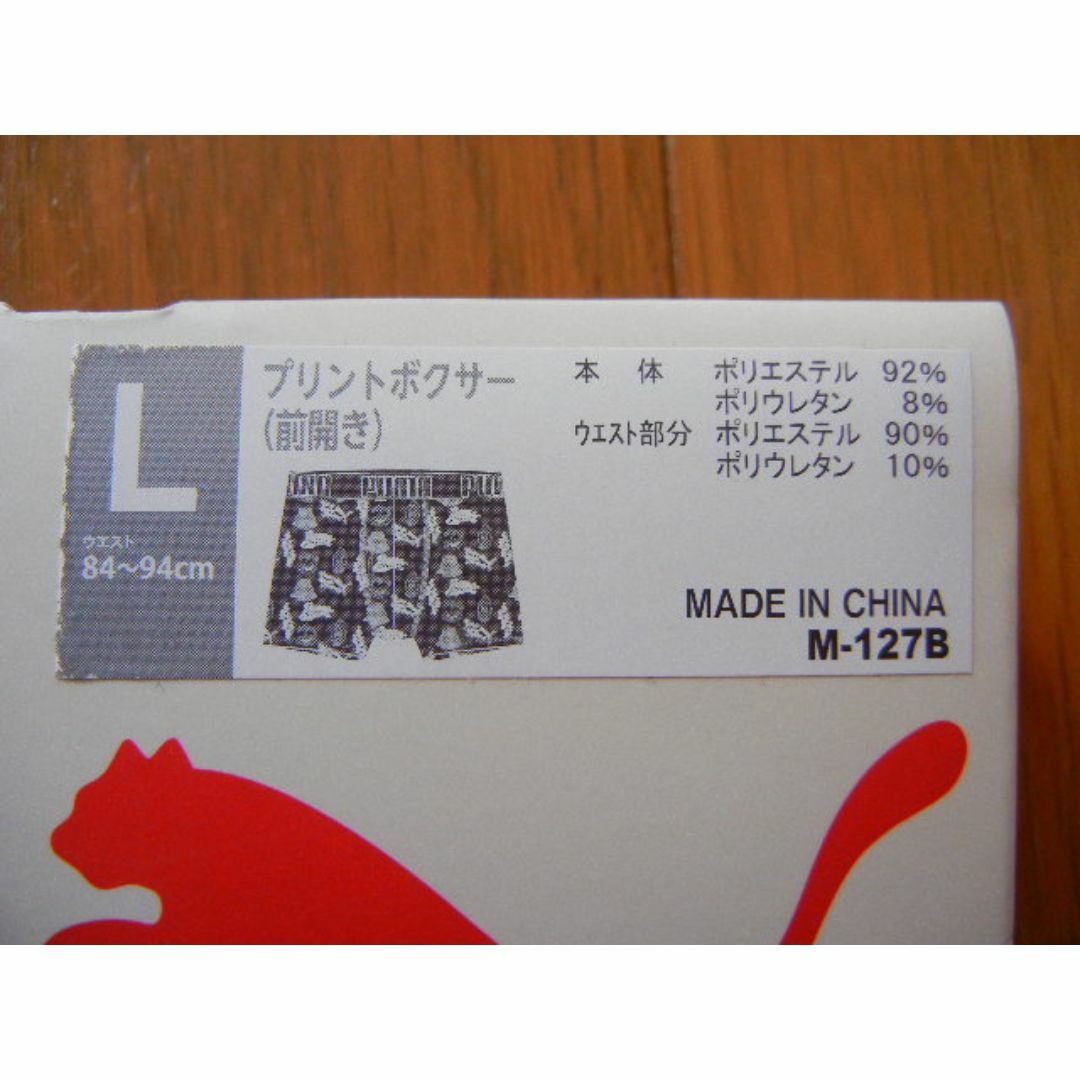 L
ウエスト
84～94cm
プリントボクサー
(前開き)
PUMA
本 体 ポリエステル 92%
ポリウレタン 8%
ウエスト部分 ポリエステル 90%
ポリウレタン 10%
MADE IN CHINA
M-127B